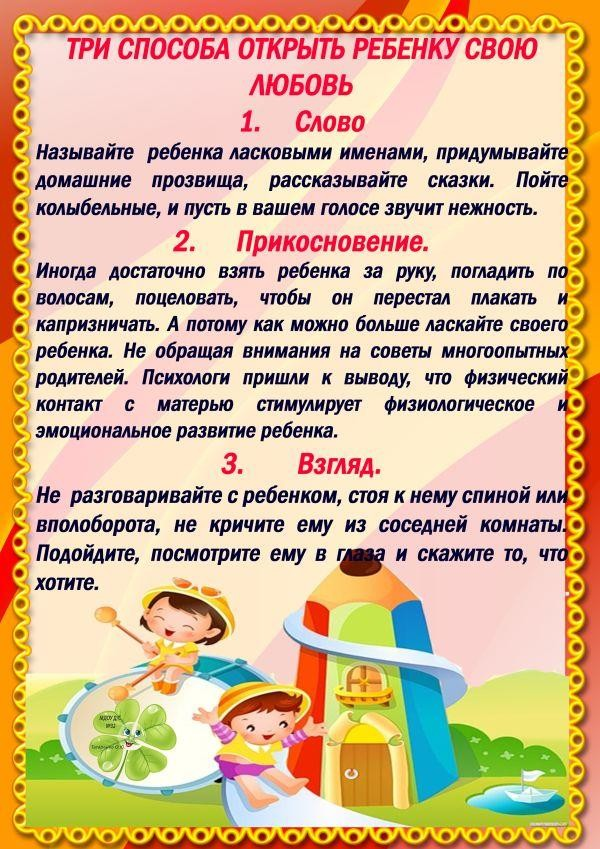 ТРИ СПОСОБА ОТКРЫТЬ РЕБЕНКУ СВОЮ
ЛЮБОВЬ
1. Слово
Называйте ребенка ласковыми именами, придумывайте
домашние прозвища, рассказывайте сказки. Пойте
колыбельные, и пусть в вашем голосе звучит нежность.
2. Прикосновение.
Иногда достаточно взять ребенка за руку, погладить по
волосам, поцеловать, чтобы он перестал плакать и
капризничать. А потому как можно больше ласкайте своего
ребенка. Не обращая внимания на советы многоопытных
родителей. Психологи пришли к выводу, что физический
контакт с матерью стимулирует физиологическое и
эмоциональное развитие ребенка.
3. Взгляд.
Не разговаривайте с ребенком, стоя к нему спиной или
вполоборота, не кричите ему из соседней комнаты.
Подойдите, посмотрите ему в глаза и скажите то, что
хотите.